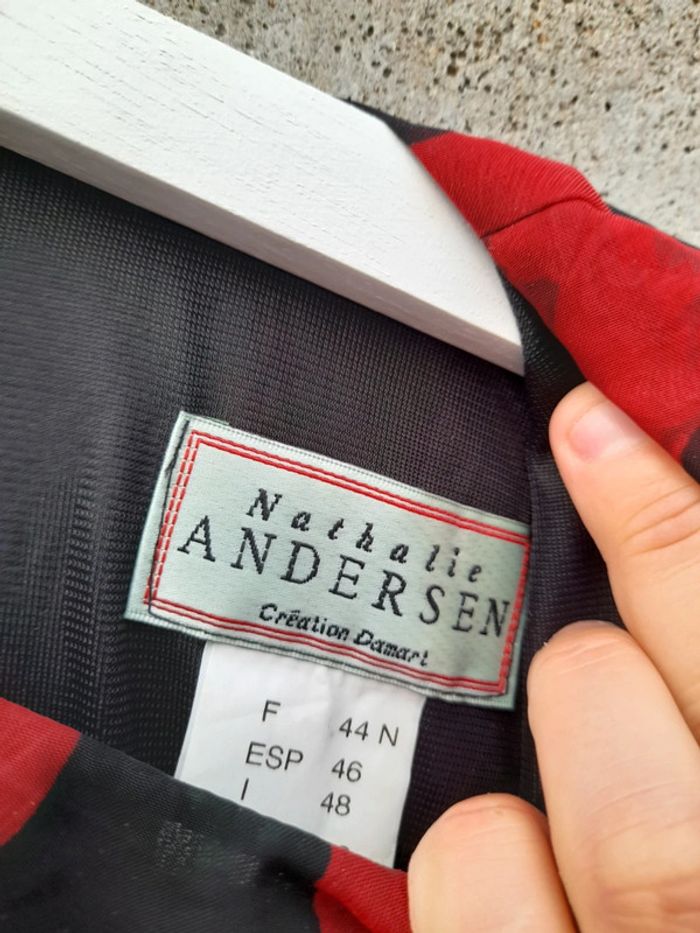 Nathalie
ANDERSEN
Création Damart
F 44 N
ESP 46
I 48